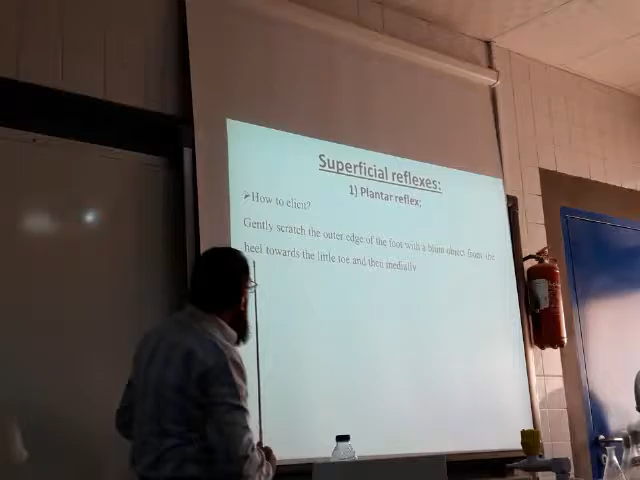 Superficial reflexes:
1) Plantar reflex:
➢How to elicit?
Gently scratch the outer edge of the foot with a blunt object from the
heel towards the little toe and then medially